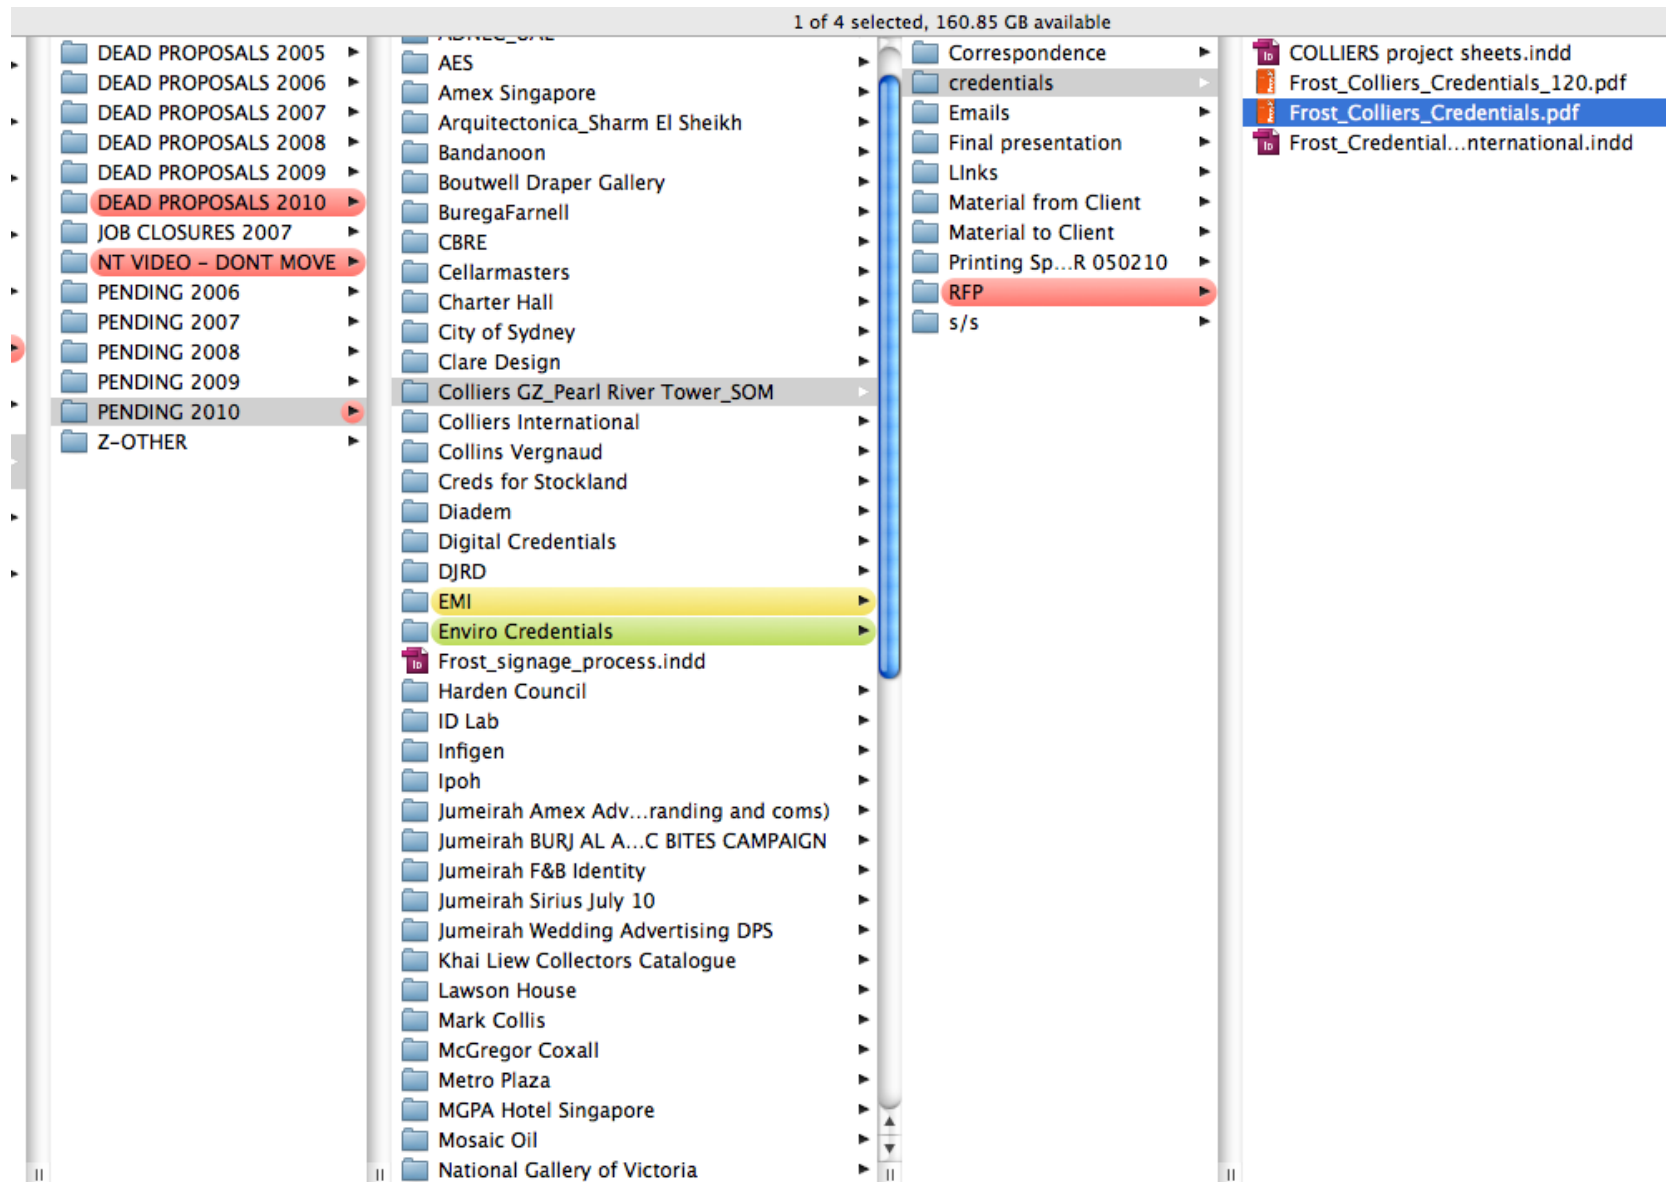 1 of 4 selected, 160.85 GB available
DEAD PROPOSALS 2005
DEAD PROPOSALS 2006
DEAD PROPOSALS 2007
DEAD PROPOSALS 2008
DEAD PROPOSALS 2009
DEAD PROPOSALS 2010
JOB CLOSURES 2007
NT VIDEO – DONT MOVE
PENDING 2006
PENDING 2007
PENDING 2008
PENDING 2009
PENDING 2010
Z-OTHER
AES
Amex Singapore
Arquitectonica_Sharm El Sheikh
Bandanoon
Boutwell Draper Gallery
BuregaFarnell
CBRE
Cellarmasters
Charter Hall
City of Sydney
Clare Design
Colliers GZ_Pearl River Tower_SOM
Colliers International
Collins Vergnaud
Creds for Stockland
Diadem
Digital Credentials
DJRD
EMI
Enviro Credentials
Frost_signage_process.indd
Harden Council
ID Lab
Infigen
Ipoh
Jumeirah Amex Adv...randing and coms)
Jumeirah BURJ AL A...C BITES CAMPAIGN
Jumeirah F&B Identity
Jumeirah Sirius July 10
Jumeirah Wedding Advertising DPS
Khai Liew Collectors Catalogue
Lawson House
Mark Collis
McGregor Coxall
Metro Plaza
MGPA Hotel Singapore
Mosaic Oil
National Gallery of Victoria
Correspondence
credentials
Emails
Final presentation
LInks
Material from Client
Material to Client
Printing Sp...R 050210
RFP
s/s
COLLIERS project sheets.indd
Frost_Colliers_Credentials_120.pdf
Frost_Colliers_Credentials.pdf
Frost_Credential...nternational.indd